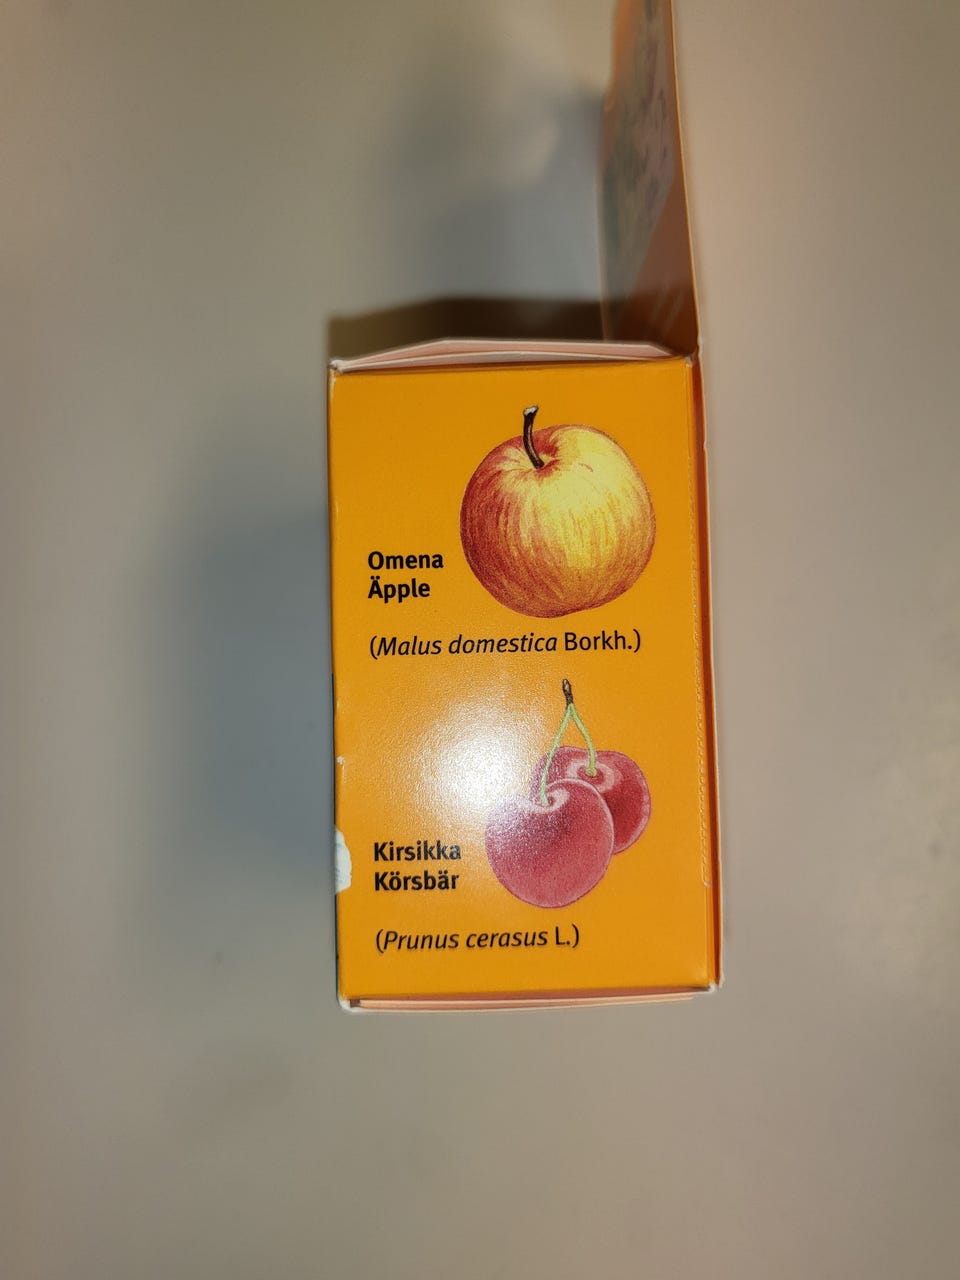 Omena
Äpple
(Malus domestica Borkh.)
Kirsikka
Körsbär
(Prunus cerasus L.)